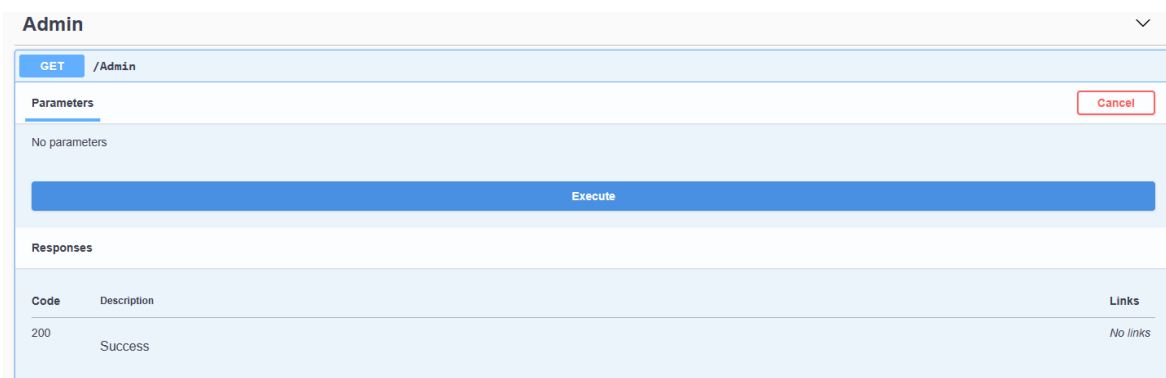 Admin
GET /Admin
Parameters Cancel
No parameters
Execute
Responses
Code Description Links
200 Success No links